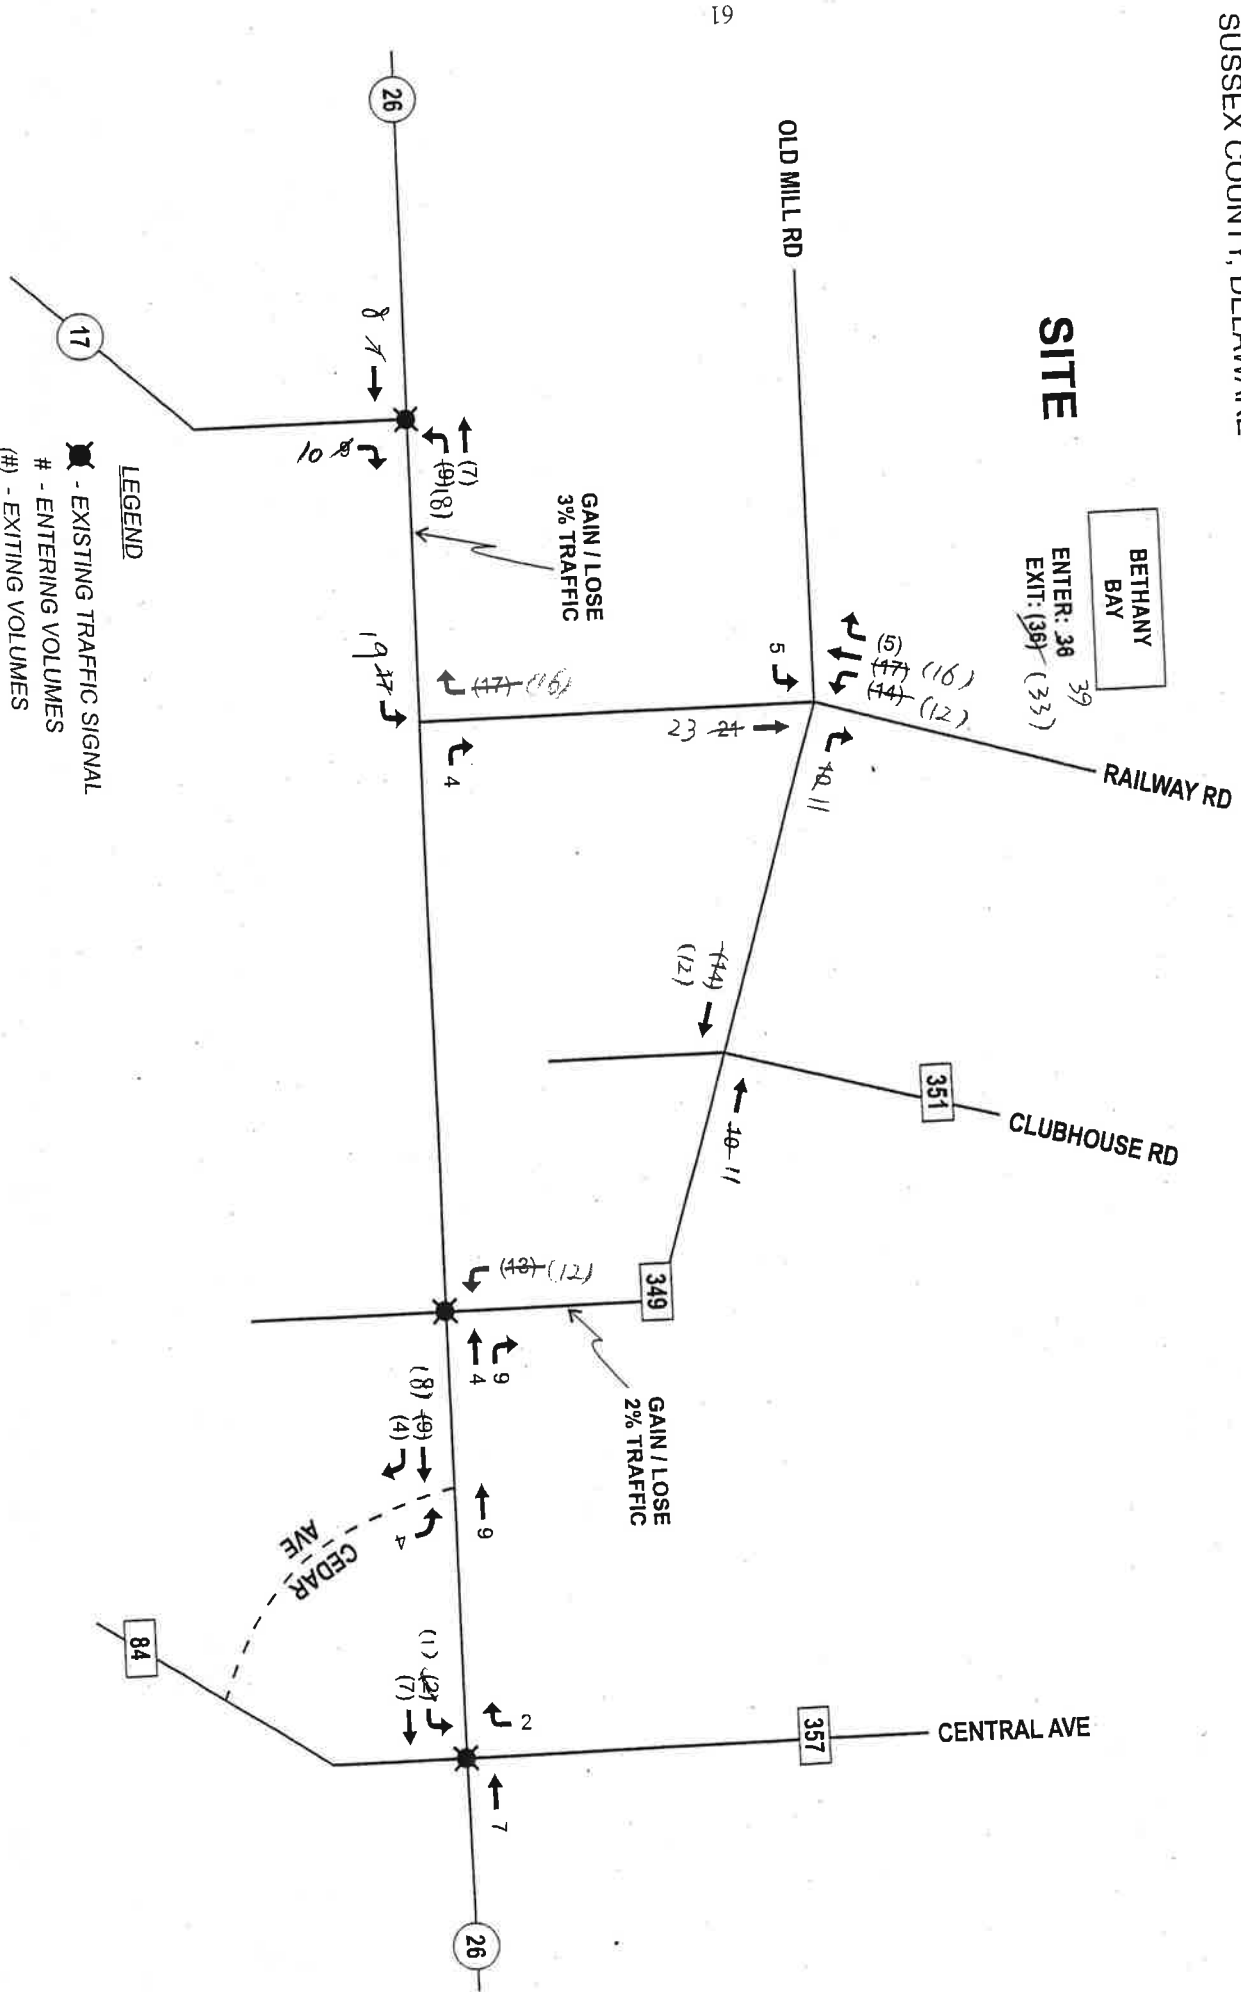 SUSSEX COUNTY, DELAWARE
61
SITE
BETHANY
BAY
ENTER: 36 39
EXIT: (36) (33)
RAILWAY RD
OLD MILL RD
(5)
(17) (16)
(14) (12)
5
23 21
10 11
(14)
(12)
10 11
351
CLUBHOUSE RD
349
GAIN / LOSE
2% TRAFFIC
(13) (12)
9
4
(8) (9)
(4)
9
4
CEDAR
AVE
84
(1) (2)
(7)
2
7
357
CENTRAL AVE
26
GAIN / LOSE
3% TRAFFIC
(17) (16)
19 17
4
26
8 7
(7)
(9) (8)
10 9
17
LEGEND
- EXISTING TRAFFIC SIGNAL
# - ENTERING VOLUMES
(#) - EXITING VOLUMES